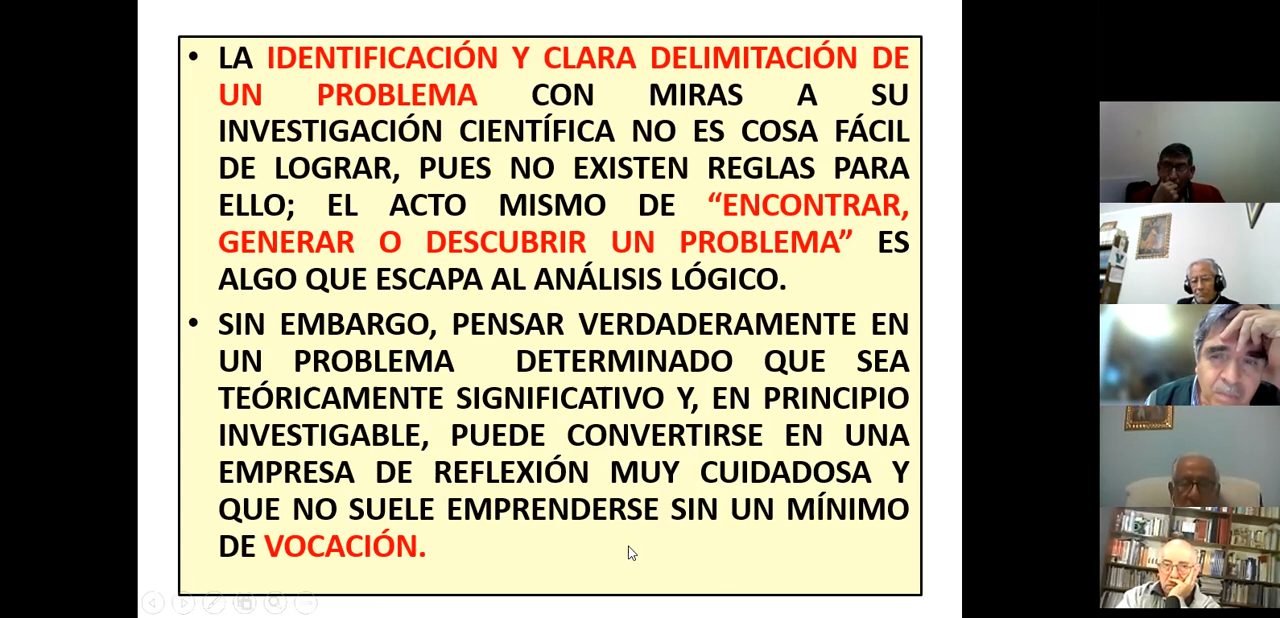 • LA IDENTIFICACIÓN Y CLARA DELIMITACIÓN DE
UN PROBLEMA CON MIRAS A SU
INVESTIGACIÓN CIENTÍFICA NO ES COSA FÁCIL
DE LOGRAR, PUES NO EXISTEN REGLAS PARA
ELLO; EL ACTO MISMO DE “ENCONTRAR,
GENERAR O DESCUBRIR UN PROBLEMA” ES
ALGO QUE ESCAPA AL ANÁLISIS LÓGICO.
• SIN EMBARGO, PENSAR VERDADERAMENTE EN
UN PROBLEMA DETERMINADO QUE SEA
TEÓRICAMENTE SIGNIFICATIVO Y, EN PRINCIPIO
INVESTIGABLE, PUEDE CONVERTIRSE EN UNA
EMPRESA DE REFLEXIÓN MUY CUIDADOSA Y
QUE NO SUELE EMPRENDERSE SIN UN MÍNIMO
DE VOCACIÓN.